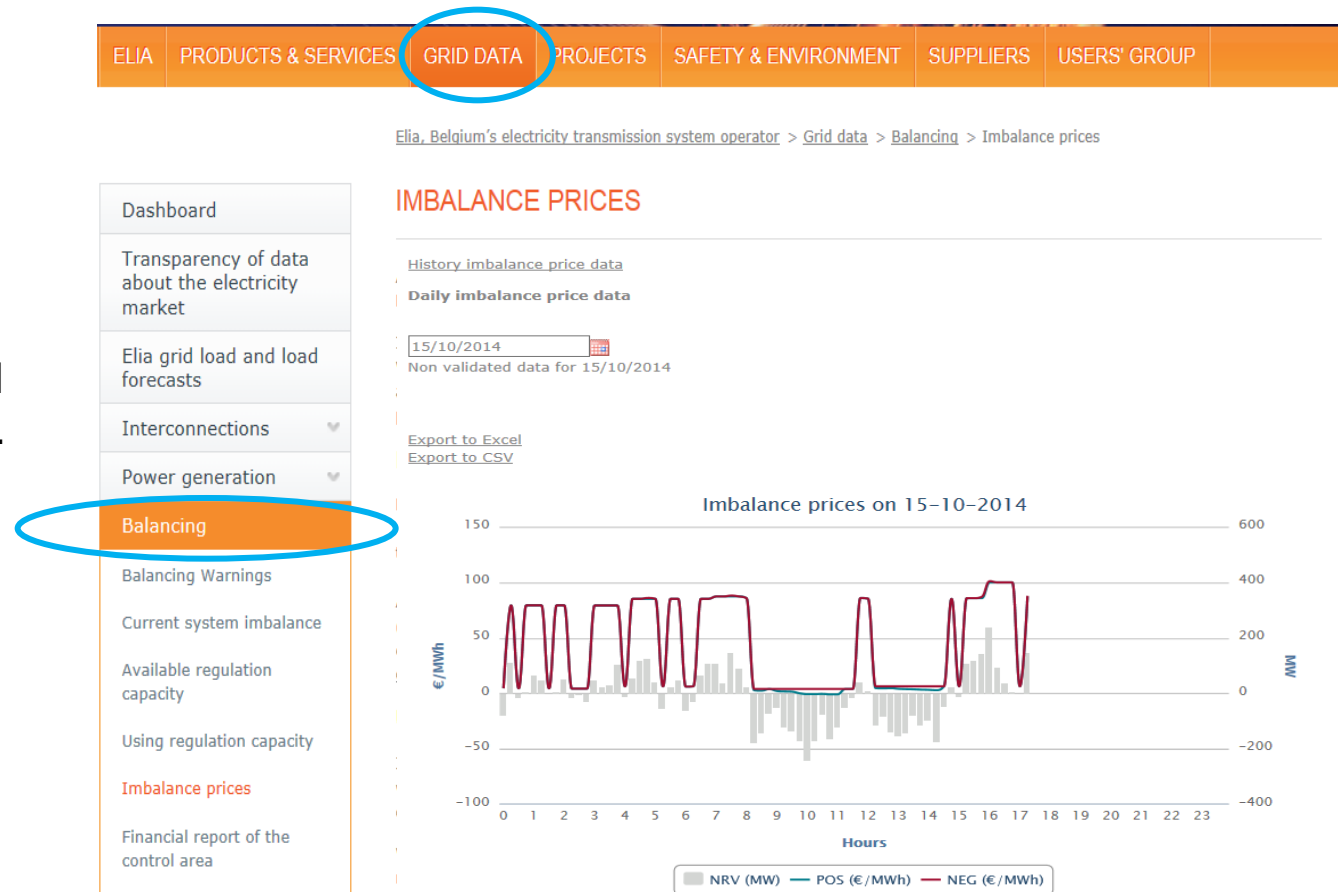 ELIA PRODUCTS & SERVICES GRID DATA PROJECTS SAFETY & ENVIRONMENT SUPPLIERS USERS' GROUP
Elia, Belgium's electricity transmission system operator > Grid data > Balancing > Imbalance prices
Dashboard
Transparency of data
about the electricity
market
Elia grid load and load
forecasts
Interconnections
Power generation
Balancing
Balancing Warnings
Current system imbalance
Available regulation
capacity
Using regulation capacity
Imbalance prices
Financial report of the
control area
IMBALANCE PRICES
History imbalance price data
Daily imbalance price data
15/10/2014
Non validated data for 15/10/2014
Export to Excel
Export to CSV
Imbalance prices on 15-10-2014
150 600
100 400
50 200
€/MWh MW
0 0
-50 -200
-100 -400
0 1 2 3 4 5 6 7 8 9 10 11 12 13 14 15 16 17 18 19 20 21 22 23
Hours
NRV (MW) POS (€/MWh) NEG (€/MWh)